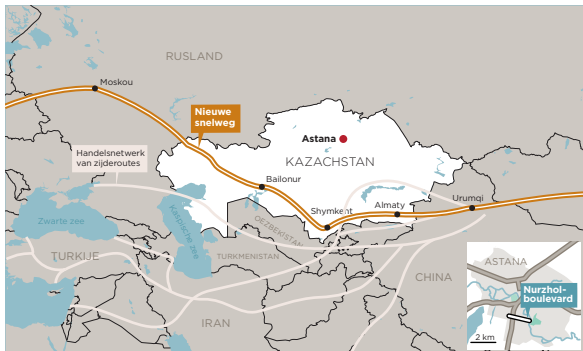 RUSLAND
Moskou
Nieuwe
snelweg
Astana
KAZACHSTAN
Handelsnetwerk
van zijderoutes
Bailonur
Shymkent
Almaty
Urumqi
Zwarte zee
Kaspische zee
OEZBEKISTAN
TURKIJE
TURKMENISTAN
CHINA
IRAN
ASTANA
Nurzhol-
boulevard
2 km